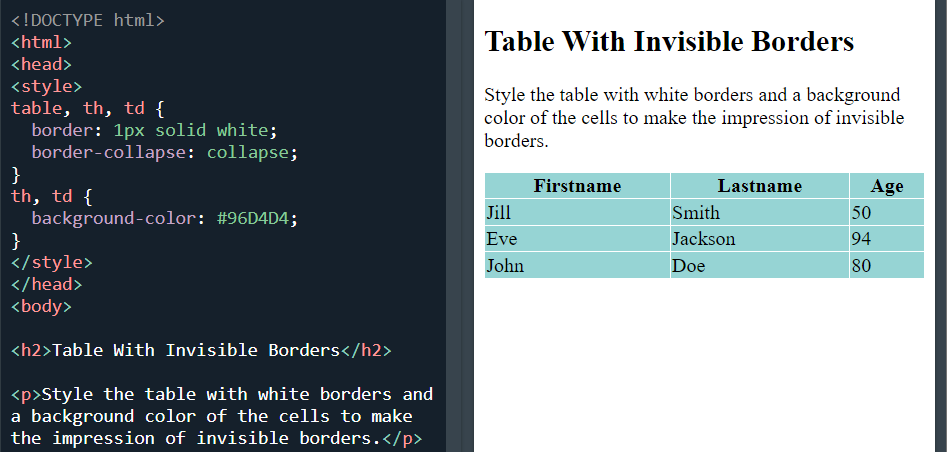 <!DOCTYPE html>
<html>
<head>
<style>
table, th, td {
  border: 1px solid white;
  border-collapse: collapse;
}
th, td {
  background-color: #96D4D4;
}
</style>
</head>
<body>
<h2>Table With Invisible Borders</h2>
<p>Style the table with white borders and
a background color of the cells to make
the impression of invisible borders.</p>
Table With Invisible Borders
Style the table with white borders and a background
color of the cells to make the impression of invisible
borders.
Firstname Lastname Age
Jill Smith 50
Eve Jackson 94
John Doe 80